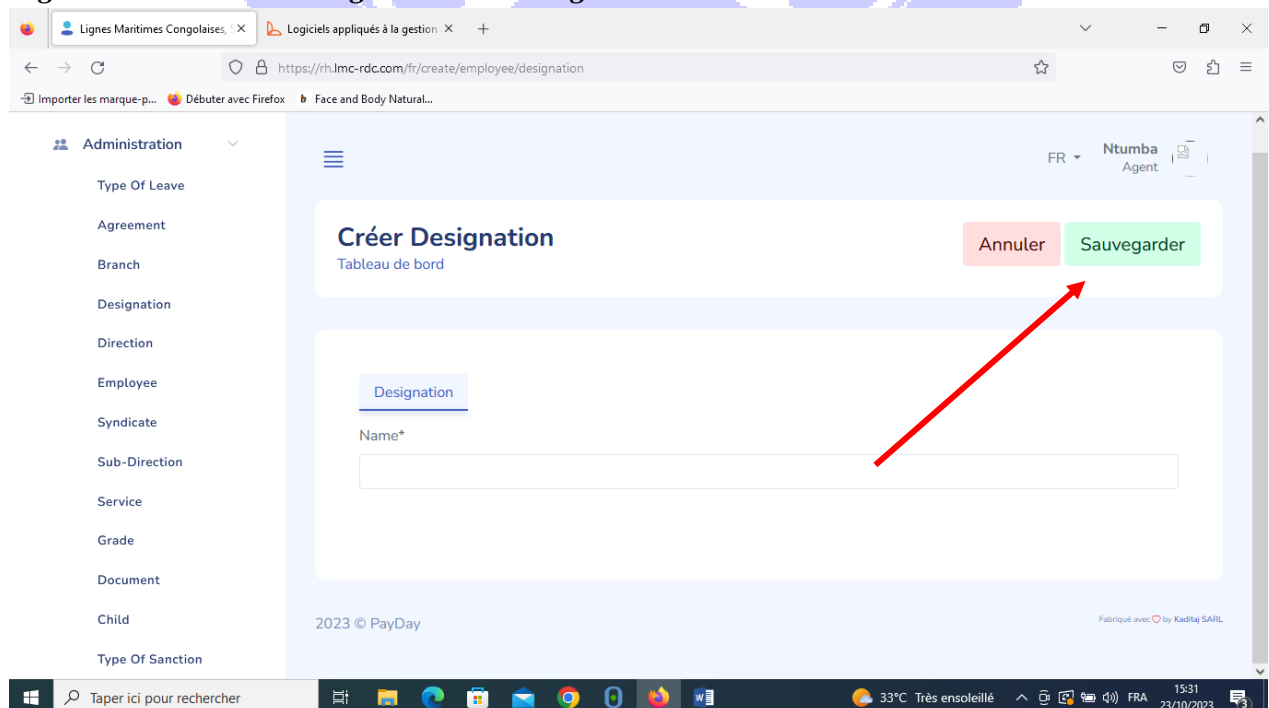 Lignes Maritimes Congolaises, S
Logiciels appliqués à la gestion
https://rh.lmc-rdc.com/fr/create/employee/designation
Importer les marque-p...
Débuter avec Firefox
Face and Body Natural...
Administration
Type Of Leave
Agreement
Branch
Designation
Direction
Employee
Syndicate
Sub-Direction
Service
Grade
Document
Child
Type Of Sanction
FR
Ntumba
Agent
Créer Designation
Tableau de bord
Annuler
Sauvegarder
Designation
Name*
2023 © PayDay
Fabriqué avec by Kaditaj SARL
Taper ici pour rechercher
33°C Très ensoleillé
FRA
15:31
23/10/2023
3